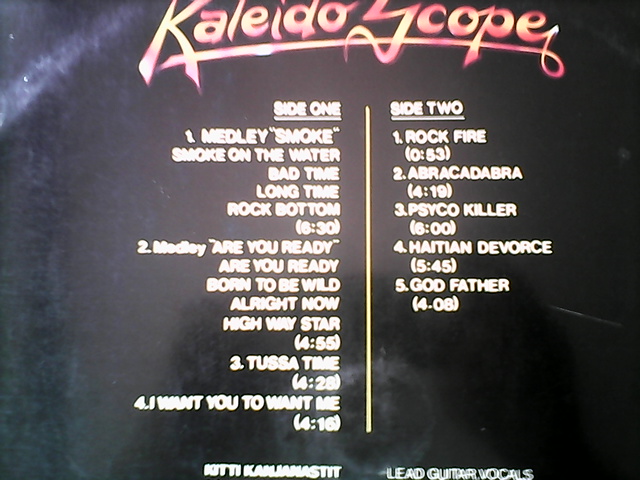 Kaleido Scope
SIDE ONE
1. MEDLEY "SMOKE"
SMOKE ON THE WATER
BAD TIME
LONG TIME
ROCK BOTTOM
(6:30)
2. Medley "ARE YOU READY"
ARE YOU READY
BORN TO BE WILD
ALRIGHT NOW
HIGH WAY STAR
(4:55)
3. TUSSA TIME
(4:28)
4. I WANT YOU TO WANT ME
(4:16)
SIDE TWO
1. ROCK FIRE
(0:53)
2. ABRACADABRA
(4:19)
3. PSYCO KILLER
(6:00)
4. HAITIAN DEVORCE
(5:45)
5. GOD FATHER
(4-08)
KITTI KANJANASTIT
LEAD GUITAR.VOCALS